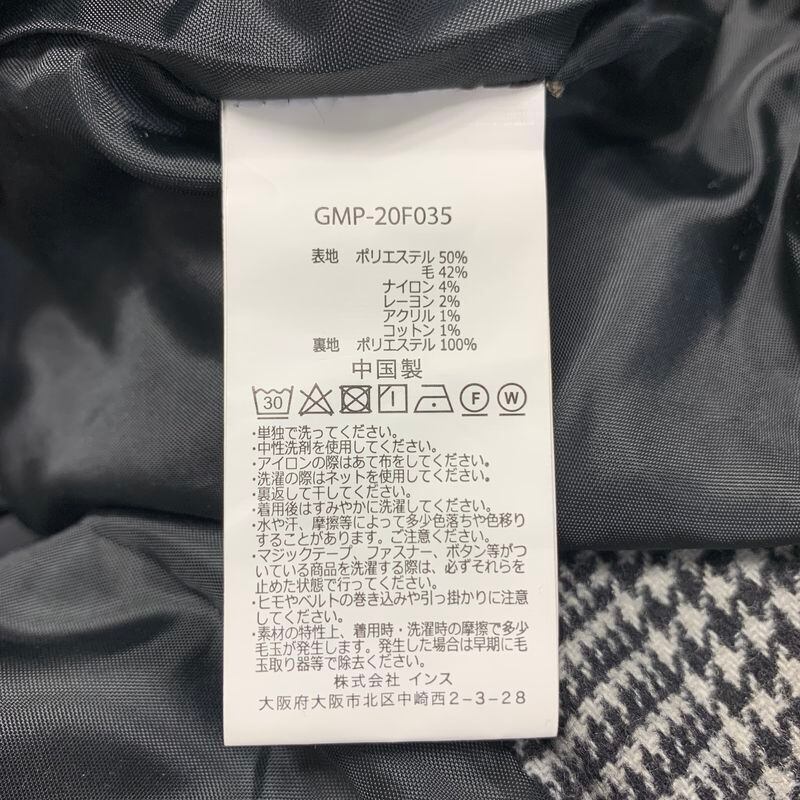 GMP-20F035
表地 ポリエステル 50%
毛 42%
ナイロン 4%
レーヨン 2%
アクリル 1%
コットン 1%
裏地 ポリエステル 100%
中国製
30 F W
・単独で洗ってください。
・中性洗剤を使用してください。
・アイロンの際はあて布をしてください。
・洗濯の際はネットを使用してください。
・裏返して干してください。
・着用後はすみやかに洗濯してください。
・水や汗、摩擦等によって多少色落ちや色移り
することがあります。ご注意ください。
・マジックテープ、ファスナー、ボタン等がつ
いている商品を洗濯する際は、必ずそれらを
止めた状態で行ってください。
・ヒモやベルトの巻き込みや引っ掛かりに注意
してください。
・素材の特性上、着用時・洗濯時の摩擦で多少
毛玉が発生します。発生した場合は早期に毛
玉取り器等で除去ください。
株式会社 インス
大阪府大阪市北区中崎西2-3-28